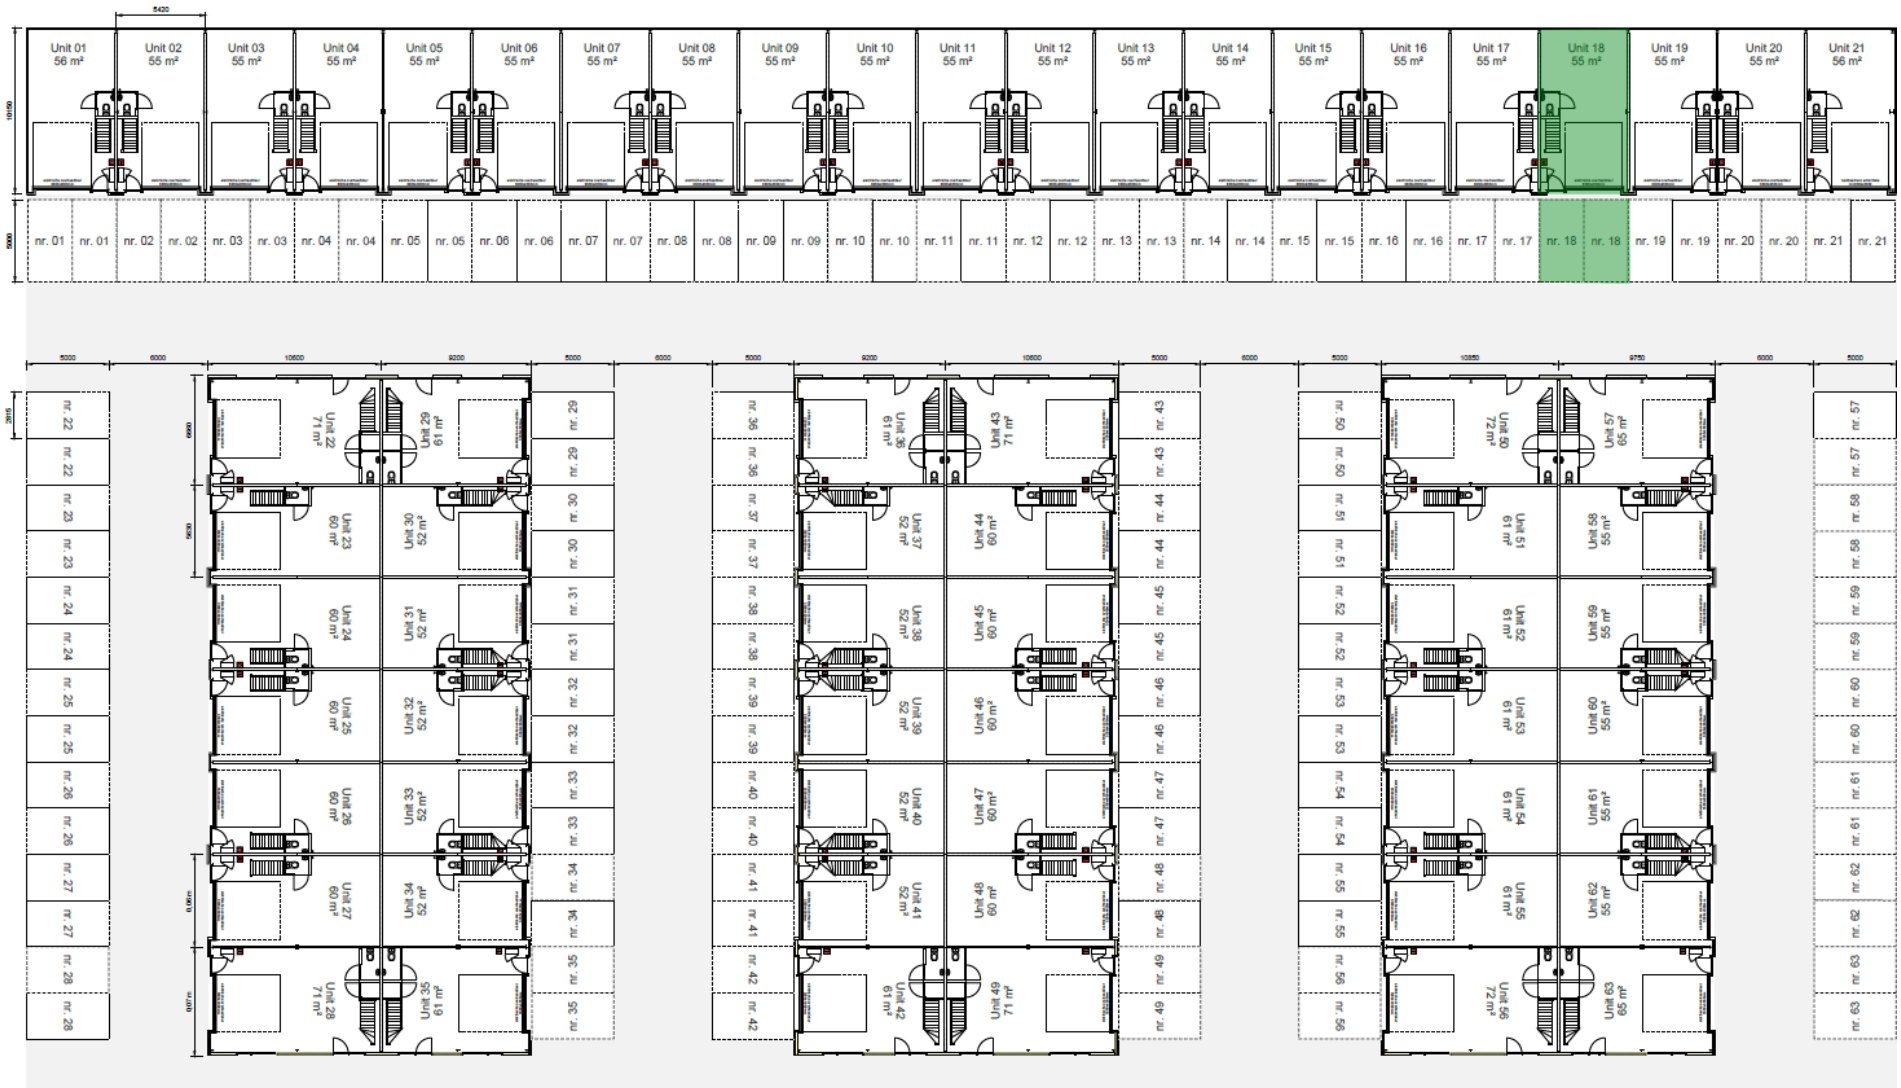 5420
Unit 01
56 m²
Unit 02
55 m²
Unit 03
55 m²
Unit 04
55 m²
Unit 05
55 m²
Unit 06
55 m²
Unit 07
55 m²
Unit 08
55 m²
Unit 09
55 m²
Unit 10
55 m²
Unit 11
55 m²
Unit 12
55 m²
Unit 13
55 m²
Unit 14
55 m²
Unit 15
55 m²
Unit 16
55 m²
Unit 17
55 m²
Unit 18
55 m²
Unit 19
55 m²
Unit 20
55 m²
Unit 21
56 m²
10150
5000
nr. 01 nr. 01 nr. 02 nr. 02 nr. 03 nr. 03 nr. 04 nr. 04 nr. 05 nr. 05 nr. 06 nr. 06 nr. 07 nr. 07 nr. 08 nr. 08 nr. 09 nr. 09 nr. 10 nr. 10 nr. 11 nr. 11 nr. 12 nr. 12 nr. 13 nr. 13 nr. 14 nr. 14 nr. 15 nr. 15 nr. 16 nr. 16 nr. 17 nr. 17 nr. 18 nr. 18 nr. 19 nr. 19 nr. 20 nr. 20 nr. 21 nr. 21
5000 6000 10600 9200 5000 6000 5000 9200 10600 5000 6000 5000 10850 9750 6000 5000
nr. 22
nr. 22
nr. 23
nr. 23
nr. 24
nr. 24
nr. 25
nr. 25
nr. 26
nr. 26
nr. 27
nr. 27
nr. 28
nr. 28
Unit 22
71 m²
Unit 23
60 m²
Unit 24
60 m²
Unit 25
60 m²
Unit 26
60 m²
Unit 27
60 m²
Unit 28
71 m²
Unit 29
61 m²
Unit 30
52 m²
Unit 31
52 m²
Unit 32
52 m²
Unit 33
52 m²
Unit 34
52 m²
Unit 35
61 m²
nr. 29
nr. 29
nr. 30
nr. 30
nr. 31
nr. 31
nr. 32
nr. 32
nr. 33
nr. 33
nr. 34
nr. 34
nr. 35
nr. 35
nr. 36
nr. 36
nr. 37
nr. 37
nr. 38
nr. 38
nr. 39
nr. 39
nr. 40
nr. 40
nr. 41
nr. 41
nr. 42
nr. 42
Unit 36
61 m²
Unit 37
52 m²
Unit 38
52 m²
Unit 39
52 m²
Unit 40
52 m²
Unit 41
52 m²
Unit 42
61 m²
Unit 43
71 m²
Unit 44
60 m²
Unit 45
60 m²
Unit 46
60 m²
Unit 47
60 m²
Unit 48
60 m²
Unit 49
71 m²
nr. 43
nr. 43
nr. 44
nr. 44
nr. 45
nr. 45
nr. 46
nr. 46
nr. 47
nr. 47
nr. 48
nr. 48
nr. 49
nr. 49
nr. 50
nr. 50
nr. 51
nr. 51
nr. 52
nr. 52
nr. 53
nr. 53
nr. 54
nr. 54
nr. 55
nr. 55
nr. 56
nr. 56
Unit 50
72 m²
Unit 51
61 m²
Unit 52
61 m²
Unit 53
61 m²
Unit 54
61 m²
Unit 55
61 m²
Unit 56
72 m²
Unit 57
65 m²
Unit 58
55 m²
Unit 59
55 m²
Unit 60
55 m²
Unit 61
55 m²
Unit 62
55 m²
Unit 63
65 m²
nr. 57
nr. 57
nr. 58
nr. 58
nr. 59
nr. 59
nr. 60
nr. 60
nr. 61
nr. 61
nr. 62
nr. 62
nr. 63
nr. 63